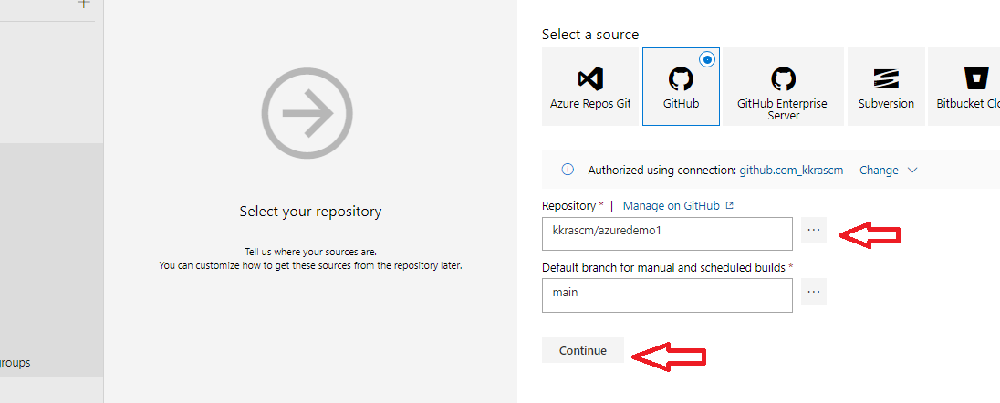 Select a source
Azure Repos Git
GitHub
GitHub Enterprise
Server
Subversion
Bitbucket Clo
Select your repository
Tell us where your sources are.
You can customize how to get these sources from the repository later.
Authorized using connection: github.com_kkrascm Change
Repository * | Manage on GitHub
kkrascm/azuredemo1
...
Default branch for manual and scheduled builds *
main
...
Continue
roups